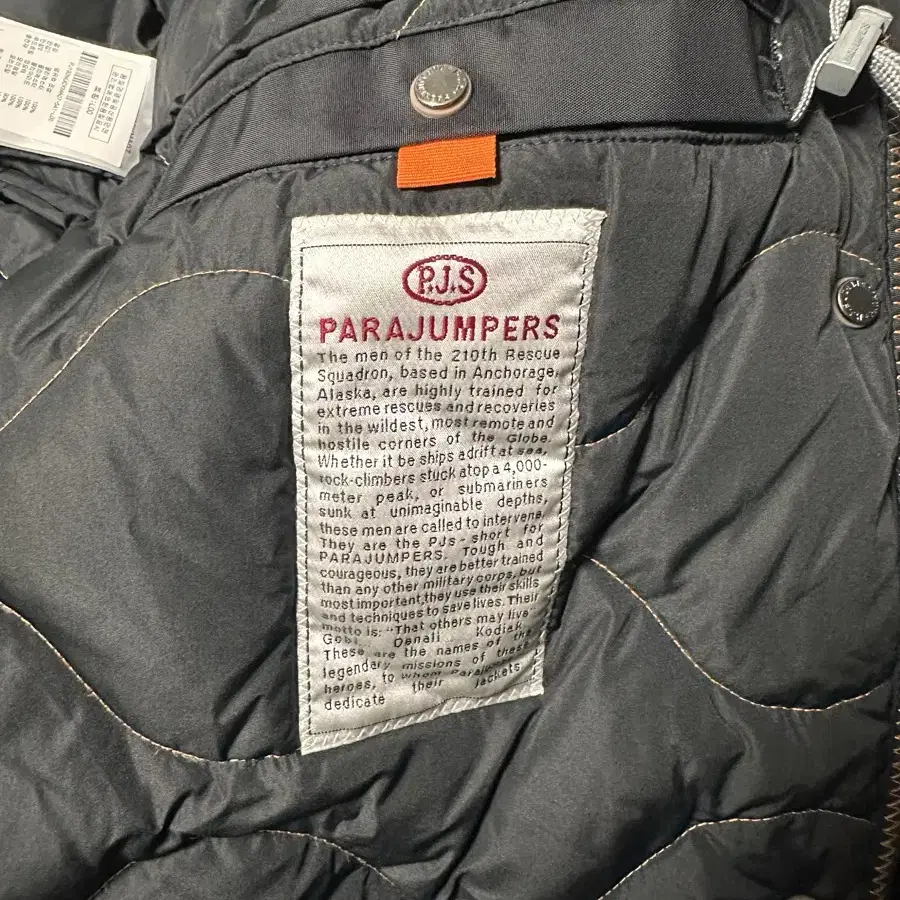 P.J.S
PARAJUMPERS
The men of the 210th Rescue
Squadron, based in Anchorage,
Alaska, are highly trained for
extreme rescues and recoveries
in the wildest, most remote and
hostile corners of the Globe.
Whether it be ships adrift at sea,
rock-climbers stuck atop a 4,000-
meter peak, or submariners
sunk at unimaginable depths,
these men are called to intervene.
They are the PJs - short for
PARAJUMPERS. Tough and
courageous, they are better trained
than any other military corps, but
most important, they use their skills
and techniques to save lives. Their
motto is: "That others may live"
Gobi Denali Kodiak
These are the names of the
legendary missions of these
heroes, to whom Parajumpers
dedicate their jackets